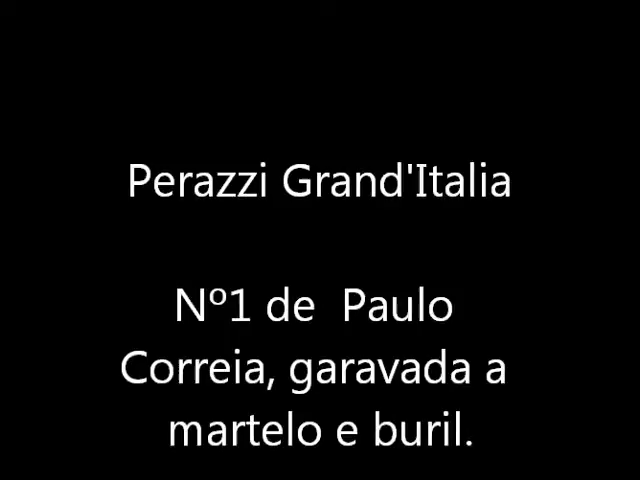 Perazzi Grand'Italia
Nº1 de Paulo
Correia, garavada a
martelo e buril.